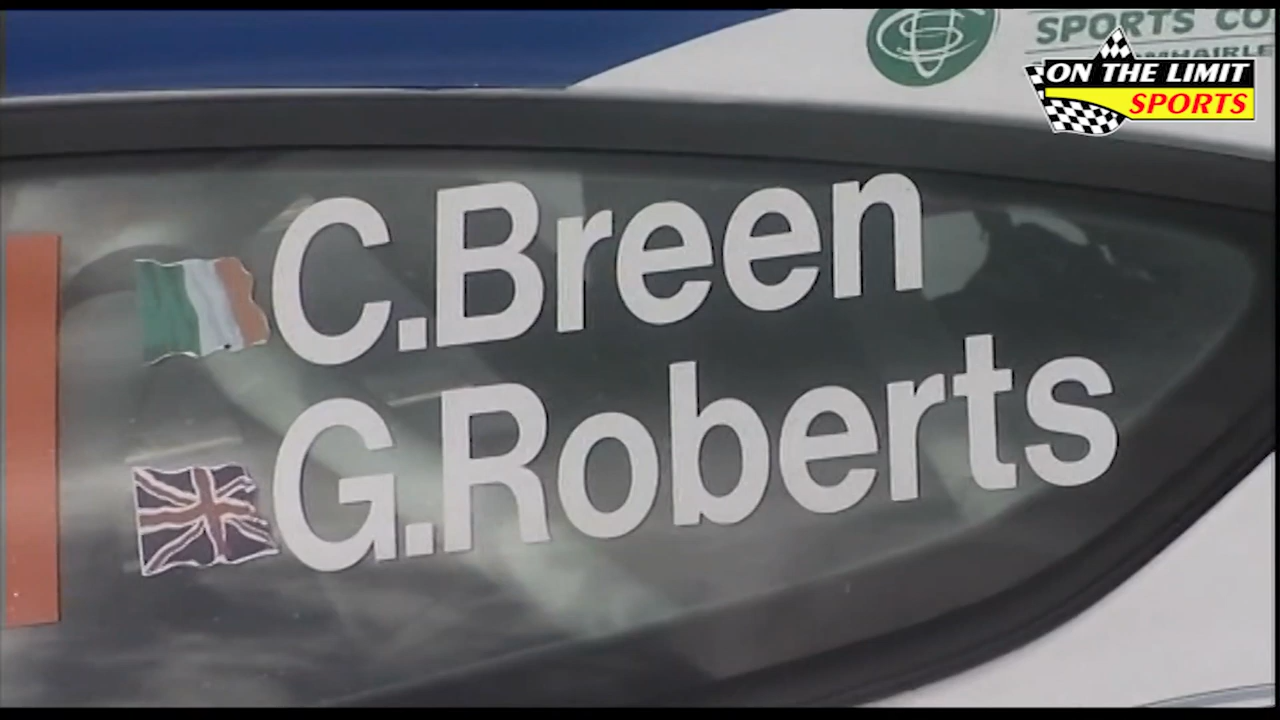 SPORTS CO
ON THE LIMIT
SPORTS
C.Breen
G.Roberts